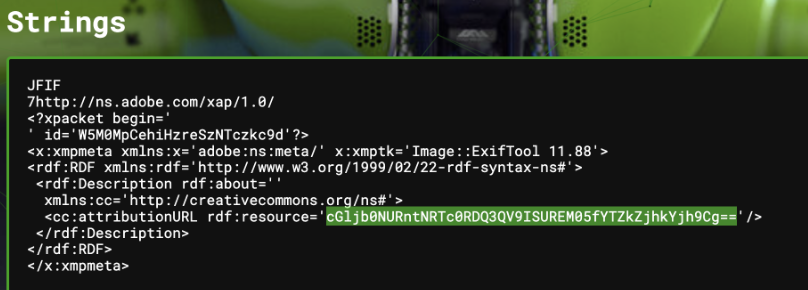 Strings
JFIF
7http://ns.adobe.com/xap/1.0/
<?xpacket begin='
' id='W5M0MpCehiHzreSzNTczkc9d'?>
<x:xmpmeta xmlns:x='adobe:ns:meta/' x:xmptk='Image::ExifTool 11.88'>
<rdf:RDF xmlns:rdf='http://www.w3.org/1999/02/22-rdf-syntax-ns#'>
<rdf:Description rdf:about=''
xmlns:cc='http://creativecommons.org/ns#'>
<cc:attributionURL rdf:resource='cGljb0NURntNRTc0RDQ3QV9ISUREM05fYTZkZjhkYjh9Cg=='/>
</rdf:Description>
</rdf:RDF>
</x:xmpmeta>